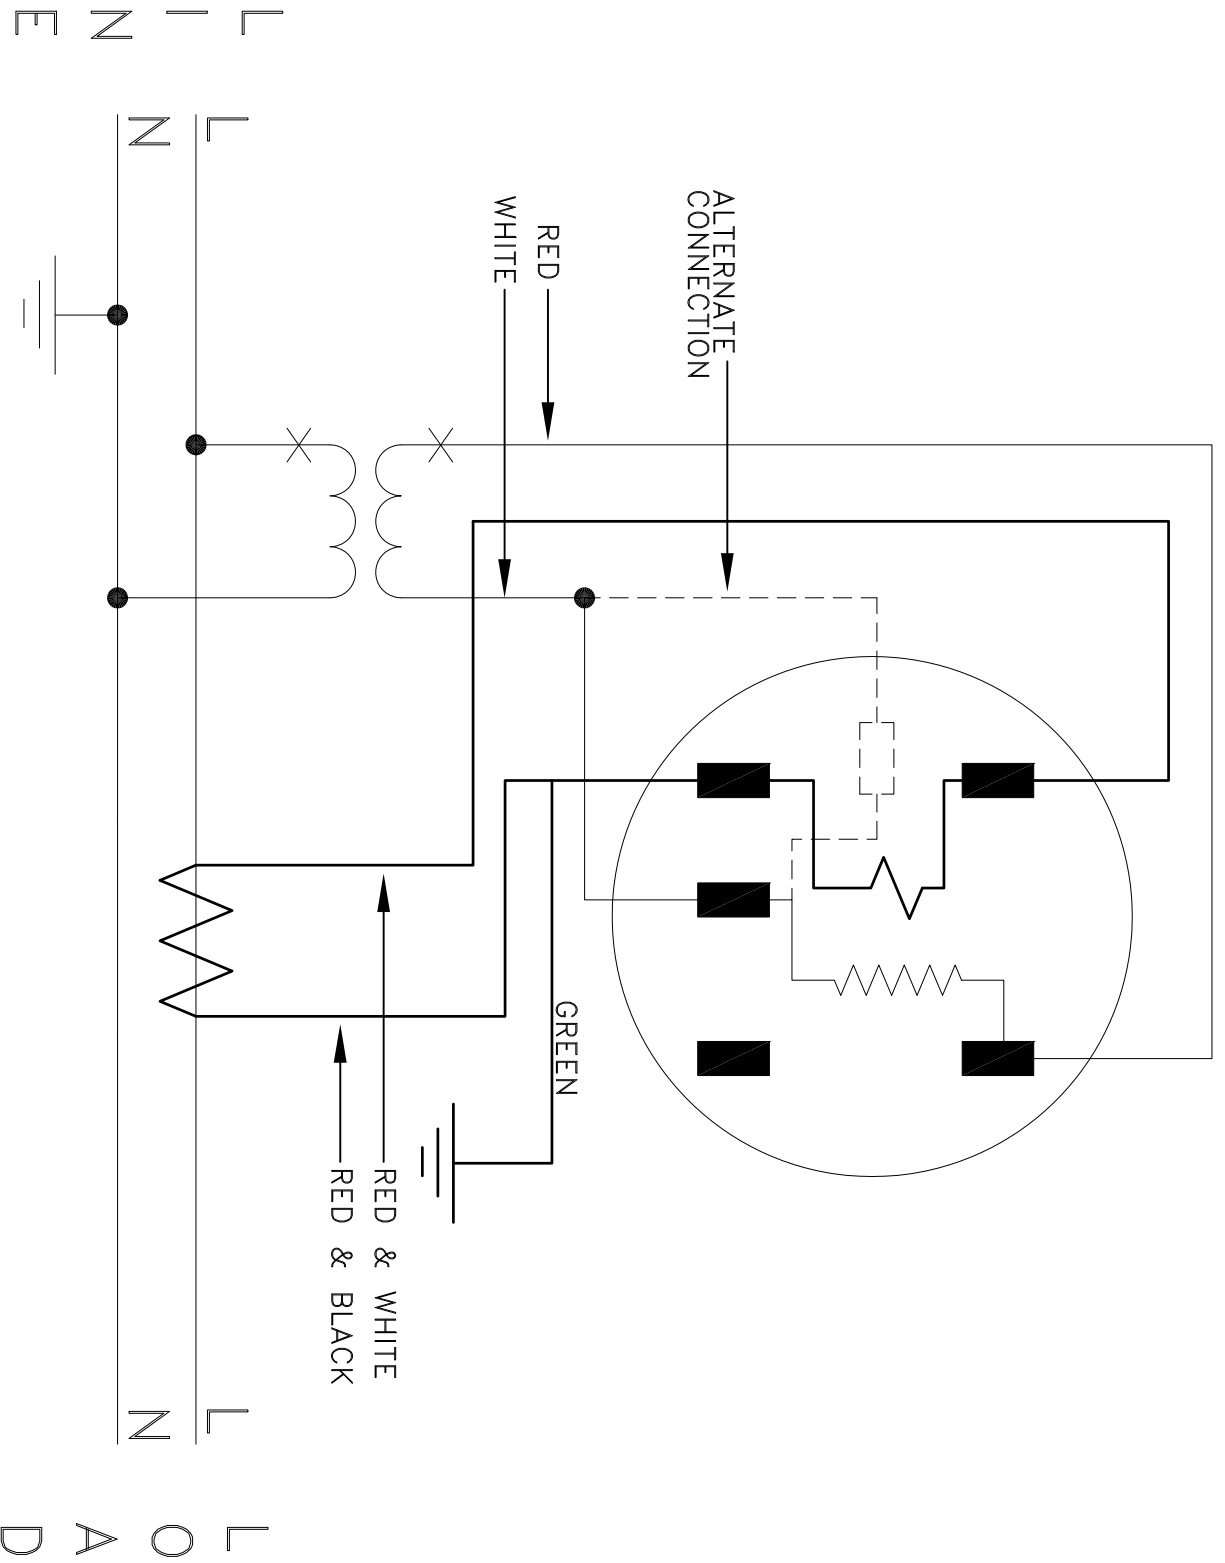 ALTERNATE
CONNECTION
GREEN
RED
WHITE
RED & WHITE
RED & BLACK
LINE
L
N
L
N
LOAD